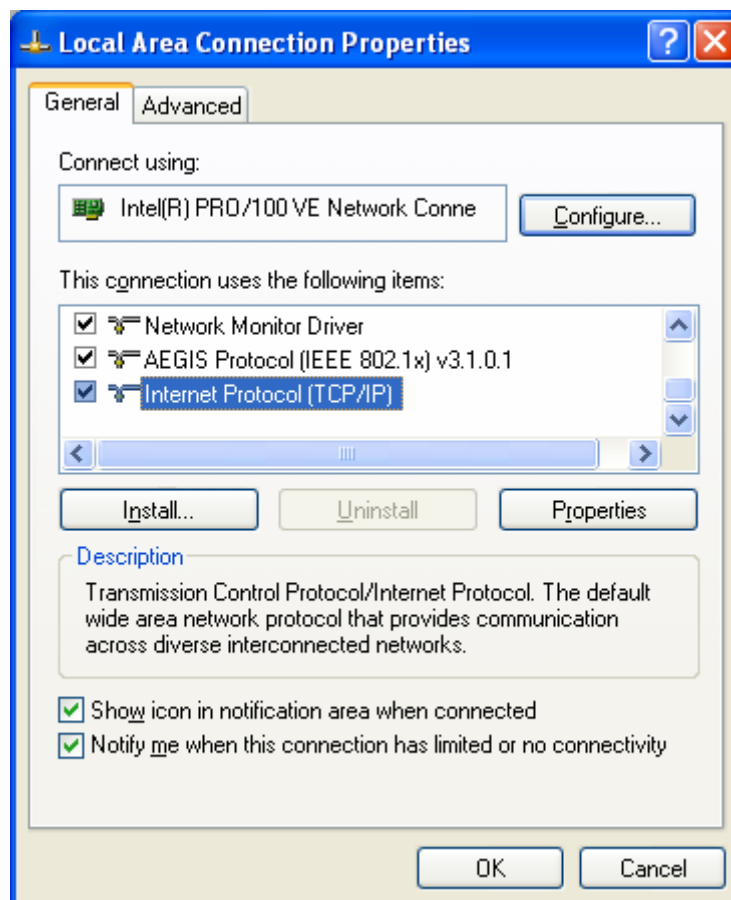 Local Area Connection Properties
General
Advanced
Connect using:
Intel(R) PRO/100 VE Network Conne
Configure...
This connection uses the following items:
Network Monitor Driver
AEGIS Protocol (IEEE 802.1x) v3.1.0.1
Internet Protocol (TCP/IP)
Install...
Uninstall
Properties
Description
Transmission Control Protocol/Internet Protocol. The default
wide area network protocol that provides communication
across diverse interconnected networks.
Show icon in notification area when connected
Notify me when this connection has limited or no connectivity
OK
Cancel